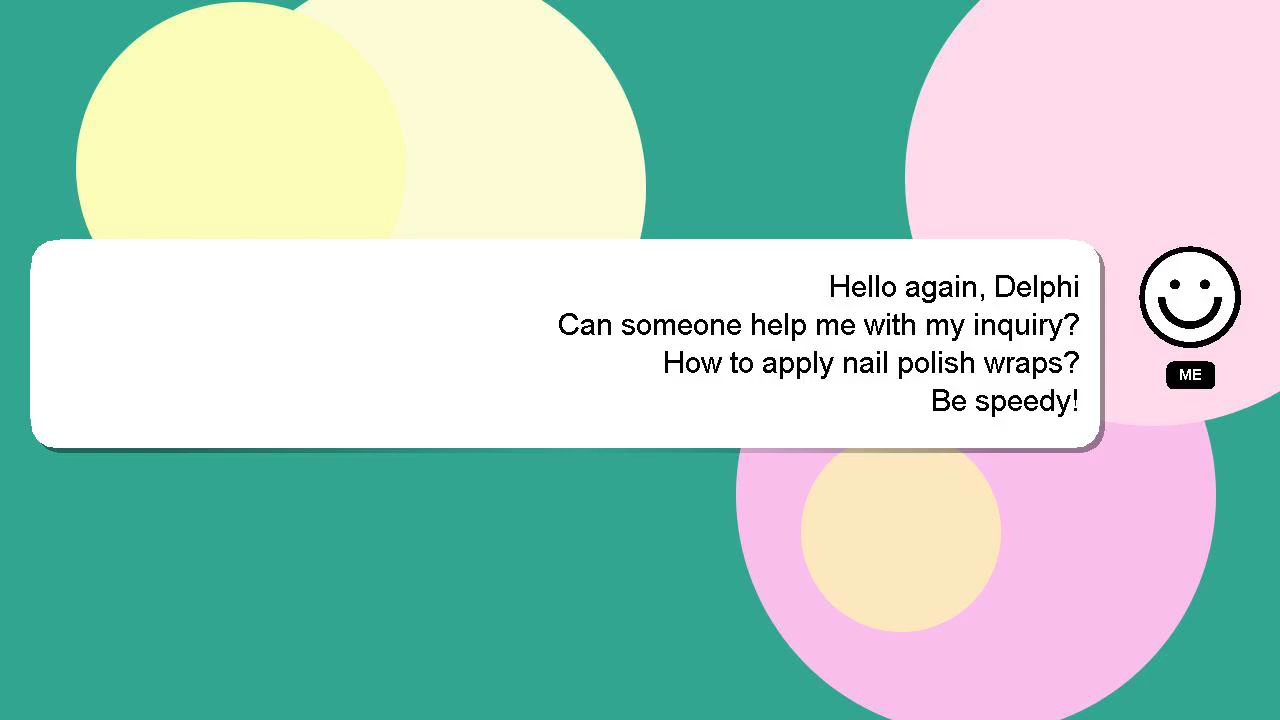 Hello again, Delphi
Can someone help me with my inquiry?
How to apply nail polish wraps?
Be speedy!
ME